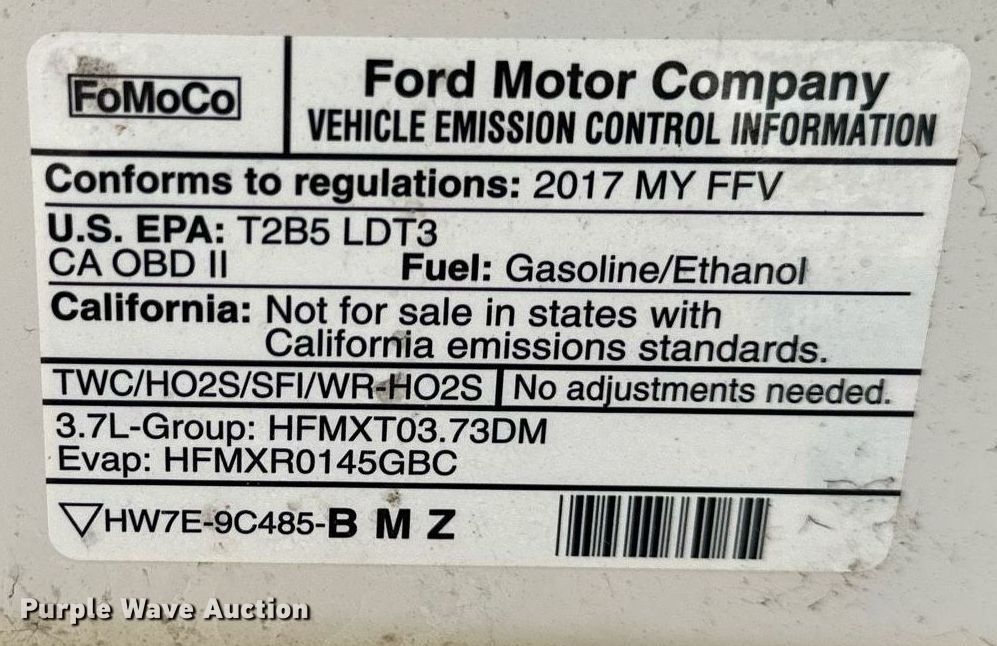 FoMoCo
Ford Motor Company
VEHICLE EMISSION CONTROL INFORMATION
Conforms to regulations: 2017 MY FFV
U.S. EPA: T2B5 LDT3
CA OBD II Fuel: Gasoline/Ethanol
California: Not for sale in states with
California emissions standards.
TWC/HO2S/SFI/WR-HO2S No adjustments needed.
3.7L-Group: HFMXT03.73DM
Evap: HFMXR0145GBC
HW7E-9C485-B M Z
Purple Wave Auction